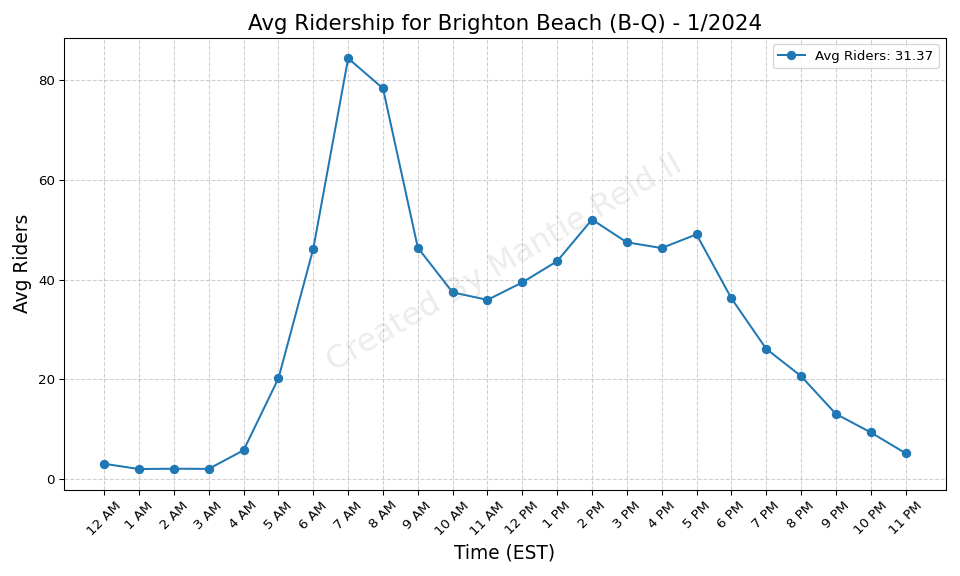 Avg Ridership for Brighton Beach (B-Q) - 1/2024
Avg Riders: 31.37
Avg Riders
80
60
40
20
0
Created By Mantie Reid II
12 AM
1 AM
2 AM
3 AM
4 AM
5 AM
6 AM
7 AM
8 AM
9 AM
10 AM
11 AM
12 PM
1 PM
2 PM
3 PM
4 PM
5 PM
6 PM
7 PM
8 PM
9 PM
10 PM
11 PM
Time (EST)